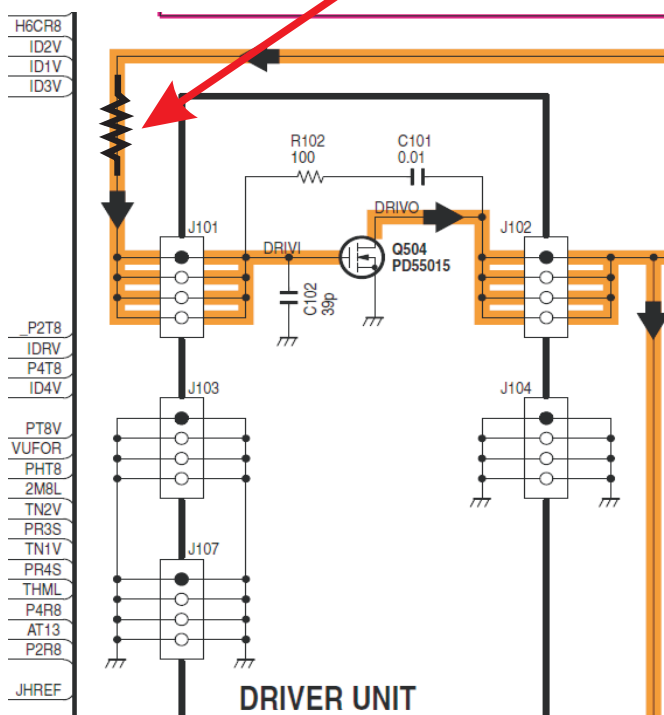 H6CR8
ID2V
ID1V
ID3V
R102
100
C101
0.01
DRIVO
J101
J102
DRIVI
Q504
PD55015
C102
39p
_P2T8
IDRV
P4T8
ID4V
J103
J104
PT8V
VUFOR
PHT8
2M8L
TN2V
PR3S
TN1V
J107
PR4S
THML
P4R8
AT13
P2R8
JHREF
DRIVER UNIT